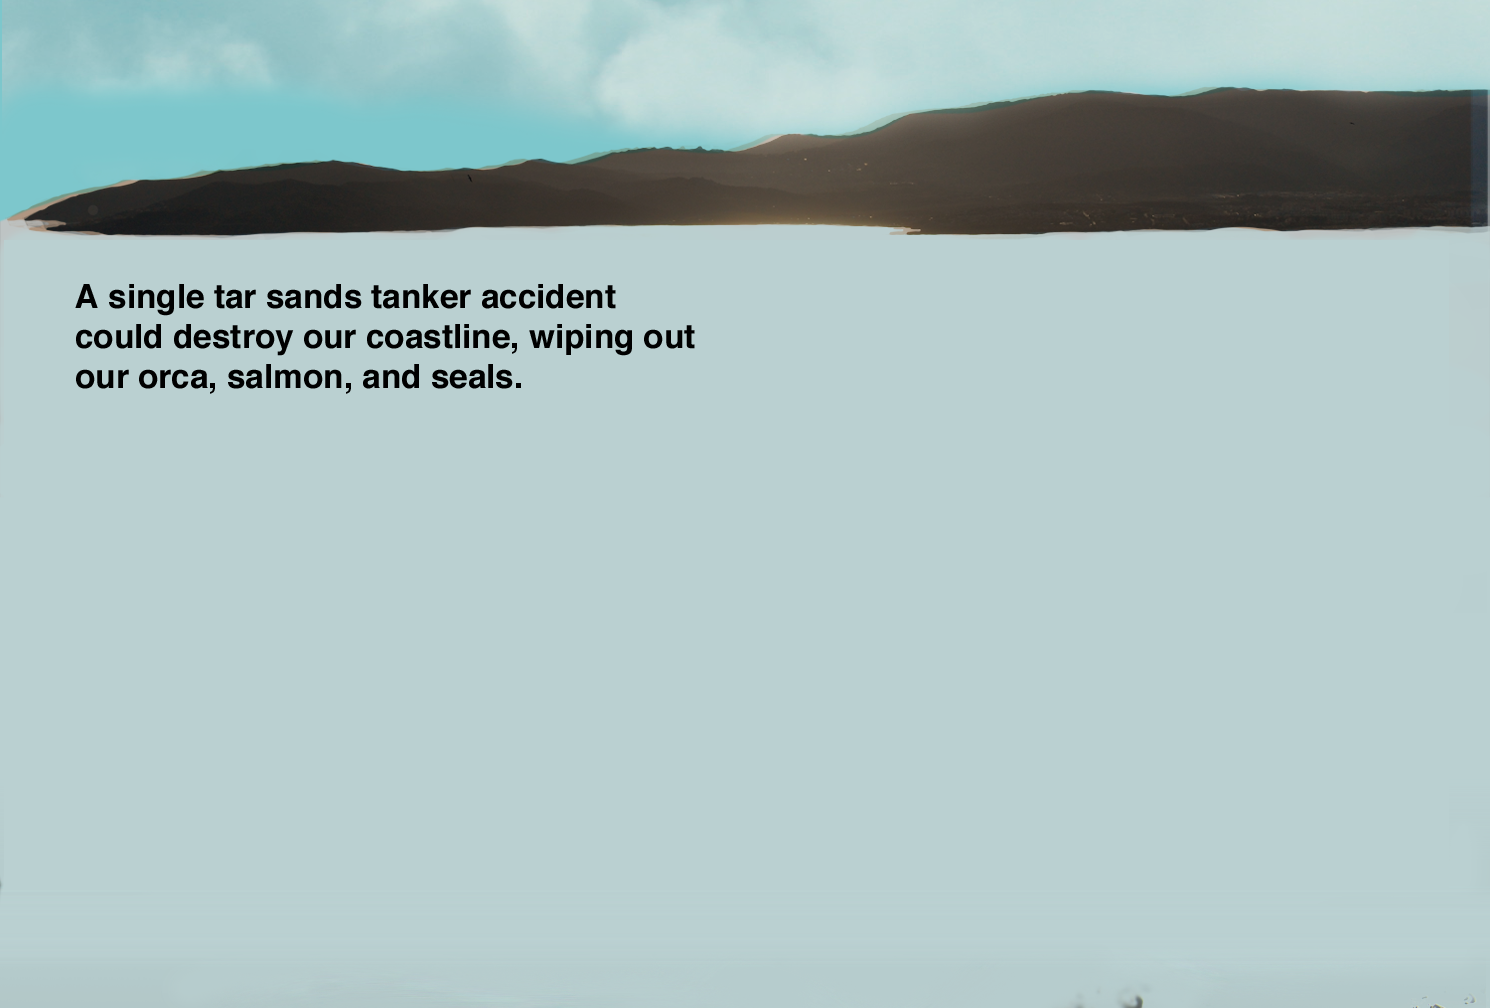 A single tar sands tanker accident
could destroy our coastline, wiping out
our orca, salmon, and seals.